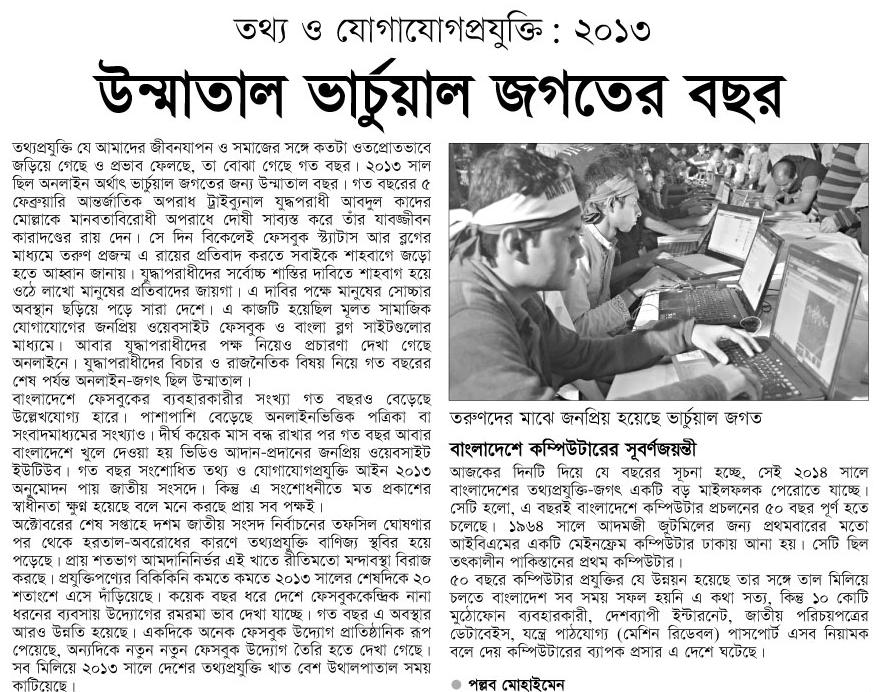 তথ্য ও যোগাযোগপ্রযুক্তি : ২০১৩
উন্মাতাল ভার্চুয়াল জগতের বছর
তথ্যপ্রযুক্তি যে আমাদের জীবনযাপন ও সমাজের সঙ্গে কতটা ওতপ্রোতভাবে
জড়িয়ে গেছে ও প্রভাব ফেলছে, তা বোঝা গেছে গত বছর। ২০১৩ সাল
ছিল অনলাইন অর্থাৎ ভার্চুয়াল জগতের জন্য উন্মাতাল বছর। গত বছরের ৫
ফেব্রুয়ারি আন্তর্জাতিক অপরাধ ট্রাইব্যুনাল যুদ্ধপরাধী আবদুল কাদের
মোল্লাকে মানবতাবিরোধী অপরাধে দোষী সাব্যস্ত করে তাঁর যাবজ্জীবন
কারাদণ্ডের রায় দেন। সে দিন বিকেলেই ফেসবুক স্ট্যাটাস আর ব্লগের
মাধ্যমে তরুণ প্রজন্ম এ রায়ের প্রতিবাদ করতে সবাইকে শাহবাগে জড়ো
হতে আহ্বান জানায়। যুদ্ধাপরাধীদের সর্বোচ্চ শাস্তির দাবিতে শাহবাগ হয়ে
ওঠে লাখো মানুষের প্রতিবাদের জায়গা। এ দাবির পক্ষে মানুষের সোচ্চার
অবস্থান ছড়িয়ে পড়ে সারা দেশে। এ কাজটি হয়েছিল মূলত সামাজিক
যোগাযোগের জনপ্রিয় ওয়েবসাইট ফেসবুক ও বাংলা ব্লগ সাইটগুলোর
মাধ্যমে। আবার যুদ্ধাপরাধীদের পক্ষ নিয়েও প্রচারণা দেখা গেছে
অনলাইনে। যুদ্ধাপরাধীদের বিচার ও রাজনৈতিক বিষয় নিয়ে গত বছরের
শেষ পর্যন্ত অনলাইন-জগৎ ছিল উন্মাতাল।
বাংলাদেশে ফেসবুকের ব্যবহারকারীর সংখ্যা গত বছরও বেড়েছে
উল্লেখযোগ্য হারে। পাশাপাশি বেড়েছে অনলাইনভিত্তিক পত্রিকা বা
সংবাদমাধ্যমের সংখ্যাও। দীর্ঘ কয়েক মাস বন্ধ রাখার পর গত বছর আবার
বাংলাদেশে খুলে দেওয়া হয় ভিডিও আদান-প্রদানের জনপ্রিয় ওয়েবসাইট
ইউটিউব। গত বছর সংশোধিত তথ্য ও যোগাযোগপ্রযুক্তি আইন ২০১৩
অনুমোদন পায় জাতীয় সংসদে। কিন্তু এ সংশোধনীতে মত প্রকাশের
স্বাধীনতা ক্ষুণ্ন হয়েছে বলে মনে করছে প্রায় সব পক্ষই।
অক্টোবরের শেষ সপ্তাহে দশম জাতীয় সংসদ নির্বাচনের তফসিল ঘোষণার
পর থেকে হরতাল-অবরোধের কারণে তথ্যপ্রযুক্তি বাণিজ্য স্থবির হয়ে
পড়েছে। প্রায় শতভাগ আমদানিনির্ভর এই খাতে রীতিমতো মন্দাবস্থা বিরাজ
করছে। প্রযুক্তিপণ্যের বিকিকিনি কমতে কমতে ২০১৩ সালের শেষদিকে ২০
শতাংশে এসে দাঁড়িয়েছে। কয়েক বছর ধরে দেশে ফেসবুককেন্দ্রিক নানা
ধরনের ব্যবসায় উদ্যোগের রমরমা ভাব দেখা যাচ্ছে। গত বছর এ অবস্থার
আরও উন্নতি হয়েছে। একদিকে অনেক ফেসবুক উদ্যোগ প্রাতিষ্ঠানিক রূপ
পেয়েছে, অন্যদিকে নতুন নতুন ফেসবুক উদ্যোগ তৈরি হতে দেখা গেছে।
সব মিলিয়ে ২০১৩ সালে দেশের তথ্যপ্রযুক্তি খাত বেশ উথালপাতাল সময়
কাটিয়েছে।
তরুণদের মাঝে জনপ্রিয় হয়েছে ভার্চুয়াল জগত
বাংলাদেশে কম্পিউটারের সূবর্ণজয়ন্তী
আজকের দিনটি দিয়ে যে বছরের সূচনা হচ্ছে, সেই ২০১৪ সালে
বাংলাদেশের তথ্যপ্রযুক্তি-জগৎ একটি বড় মাইলফলক পেরোতে যাচ্ছে।
সেটি হলো, এ বছরই বাংলাদেশে কম্পিউটার প্রচলনের ৫০ বছর পূর্ণ হতে
চলেছে। ১৯৬৪ সালে আদমজী জুটমিলের জন্য প্রথমবারের মতো
আইবিএমের একটি মেইনফ্রেম কম্পিউটার ঢাকায় আনা হয়। সেটি ছিল
তৎকালীন পাকিস্তানের প্রথম কম্পিউটার।
৫০ বছরে কম্পিউটার প্রযুক্তির যে উন্নয়ন হয়েছে তার সঙ্গে তাল মিলিয়ে
চলতে বাংলাদেশ সব সময় সফল হয়নি এ কথা সত্য, কিন্তু ১০ কোটি
মুঠোফোন ব্যবহারকারী, দেশব্যাপী ইন্টারনেট, জাতীয় পরিচয়পত্রের
ডেটাবেইস, যন্ত্রে পাঠযোগ্য (মেশিন রিডেবল) পাসপোর্ট এসব নিয়ামক
বলে দেয় কম্পিউটারের ব্যাপক প্রসার এ দেশে ঘটেছে।
● পল্লব মোহাইমেন